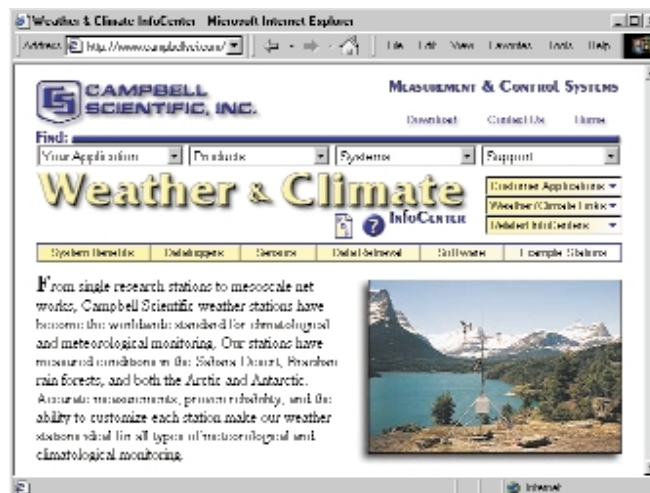 Weather & Climate InfoCenter - Microsoft Internet Explorer
Address http://www.campbellsci.com/ File Edit View Favorites Tools Help
CAMPBELL
SCIENTIFIC, INC.
MEASUREMENT & CONTROL SYSTEMS
Download Contact Us Home
Find:
Your Application Products Systems Support
Weather & Climate
INFOCENTER
Customer Applications
Weather/Climate Links
Related InfoCenters
System Benefits Dataloggers Sensors Data Retrieval Software Example Stations
From single research stations to mesoscale net
works, Campbell Scientific weather stations have
become the worldwide standard for climatological
and meteorological monitoring. Our stations have
measured conditions in the Sahara Desert, Brazilian
rain forests, and both the Arctic and Antarctic.
Accurate measurements, proven reliability, and the
ability to customize each station make our weather
stations ideal for all types of meteorological and
climatological monitoring.
Internet